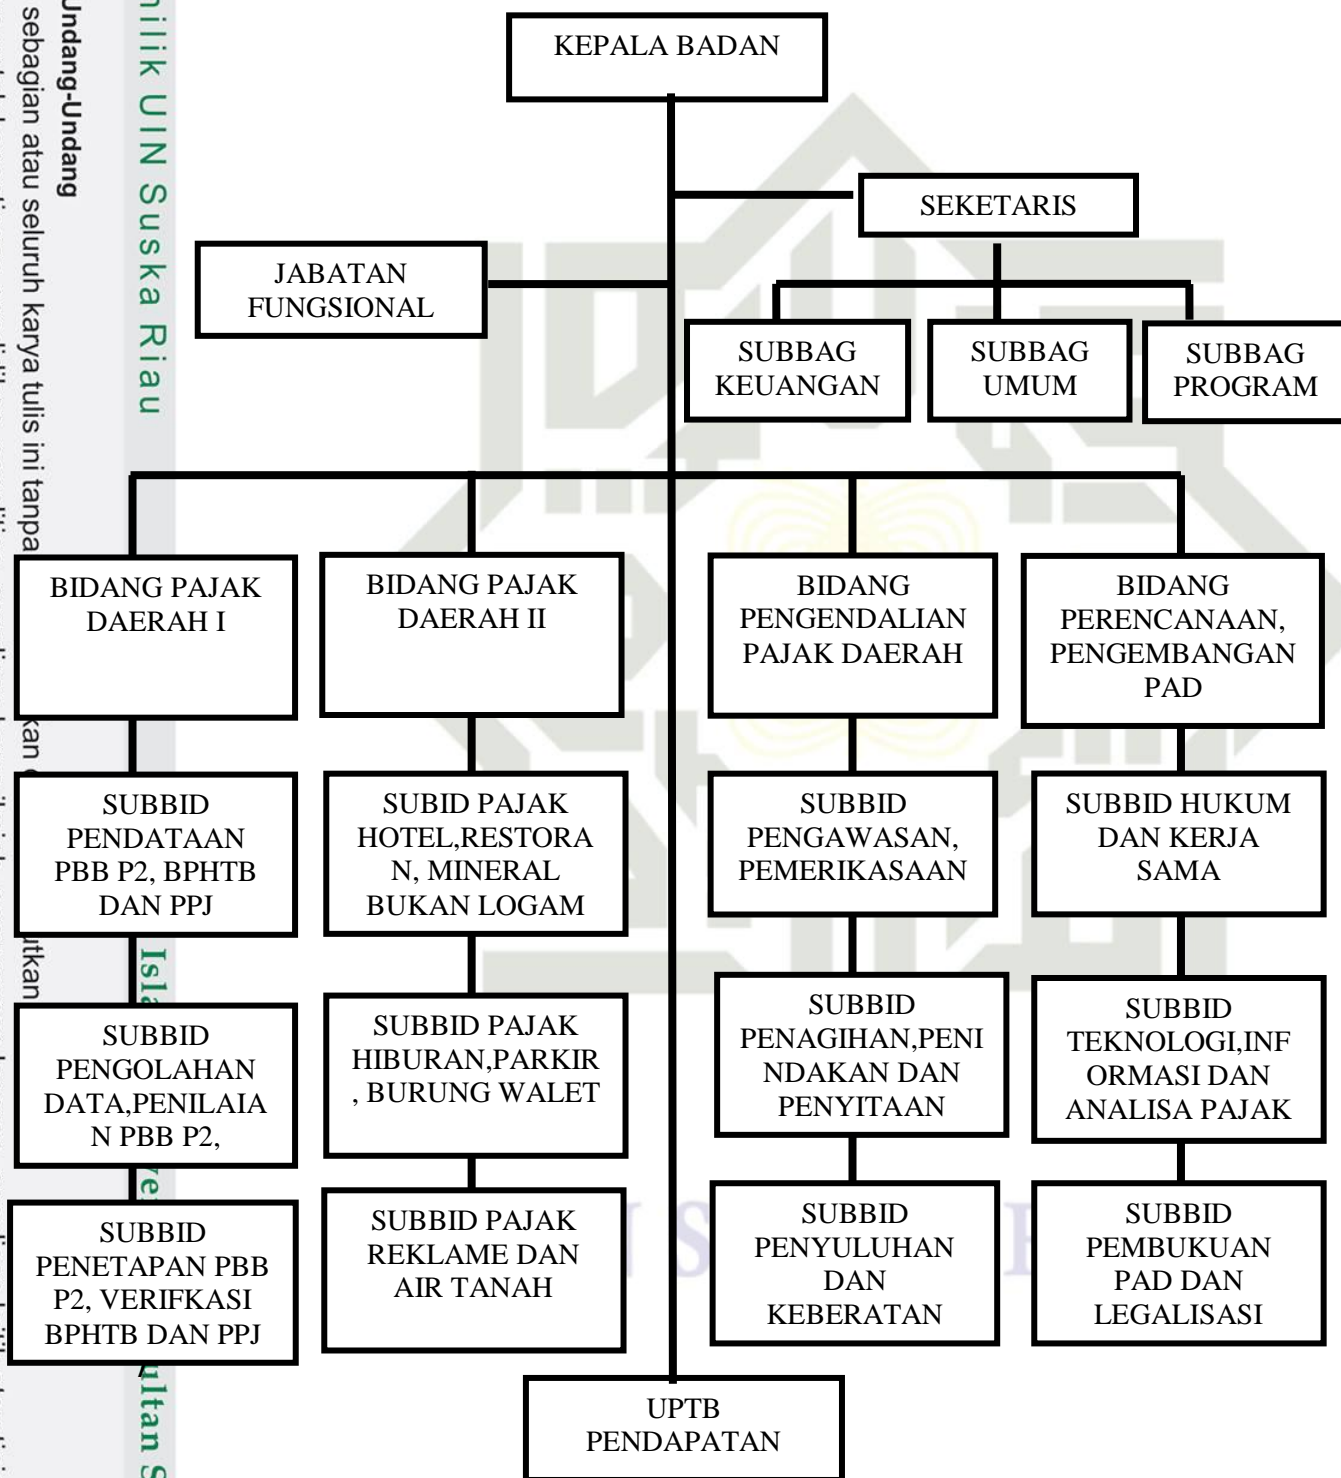 KEPALA BADAN
SEKETARIS
JABATAN
FUNGSIONAL
SUBBAG
KEUANGAN
SUBBAG
UMUM
SUBBAG
PROGRAM
BIDANG PAJAK
DAERAH I
BIDANG PAJAK
DAERAH II
BIDANG
PENGENDALIAN
PAJAK DAERAH
BIDANG
PERENCANAAN,
PENGEMBANGAN
PAD
SUBBID
PENDATAAN
PBB P2, BPHTB
DAN PPJ
SUBID PAJAK
HOTEL,RESTORA
N, MINERAL
BUKAN LOGAM
SUBBID
PENGAWASAN,
PEMERIKASAAN
SUBBID HUKUM
DAN KERJA
SAMA
SUBBID
PENGOLAHAN
DATA,PENILAIA
N PBB P2,
SUBBID PAJAK
HIBURAN,PARKIR
, BURUNG WALET
SUBBID
PENAGIHAN,PENI
NDAKAN DAN
PENYITAAN
SUBBID
TEKNOLOGI,INF
ORMASI DAN
ANALISA PAJAK
SUBBID
PENETAPAN PBB
P2, VERIFKASI
BPHTB DAN PPJ
SUBBID PAJAK
REKLAME DAN
AIR TANAH
SUBBID
PENYULUHAN
DAN
KEBERATAN
SUBBID
PEMBUKUAN
PAD DAN
LEGALISASI
UPTB
PENDAPATAN
milik UIN Suska Riau
Undang-Undang
sebagian atau seluruh karya tulis ini tanpa